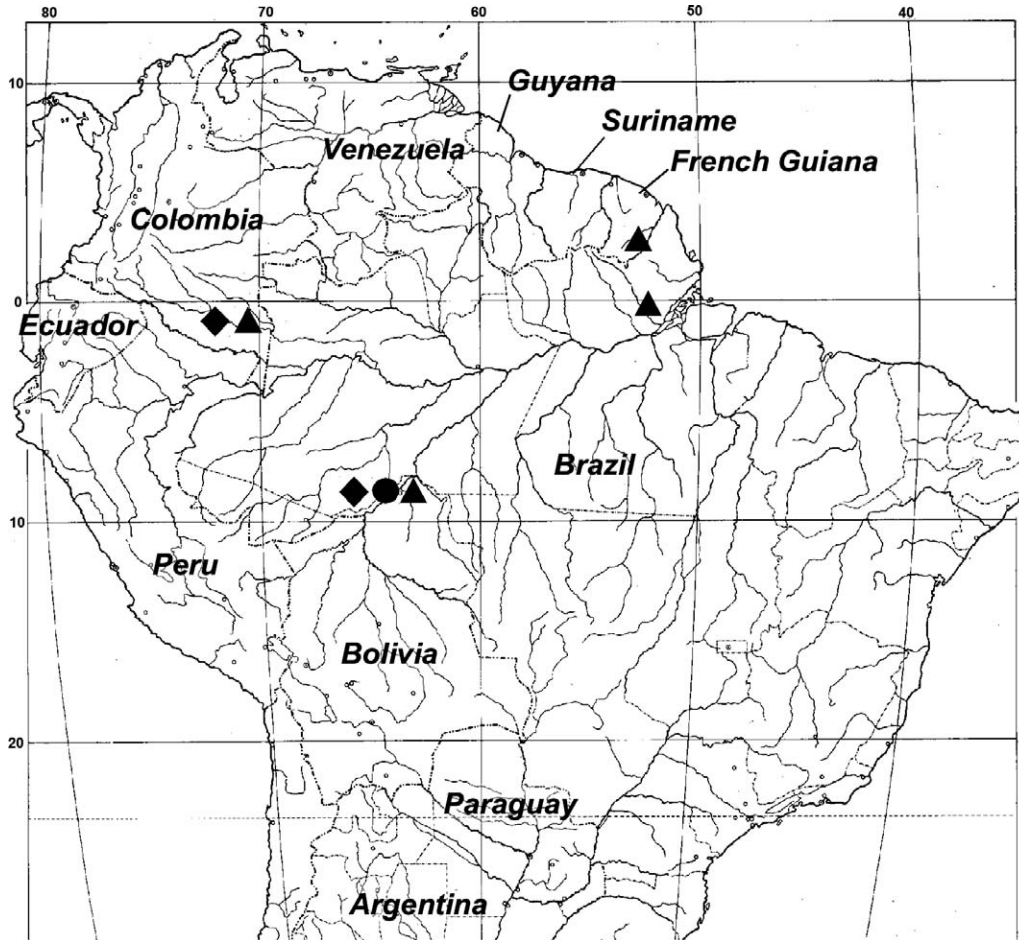 80 70 60 50 40
10
Guyana
Suriname
Venezuela
French Guiana
Colombia
0
Ecuador
Brazil
10
Peru
Bolivia
20
Paraguay
Argentina